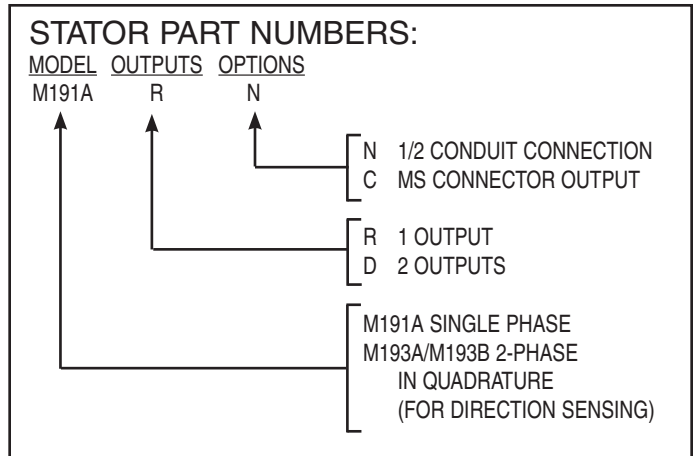 STATOR PART NUMBERS:
MODEL OUTPUTS OPTIONS
M191A R N
N 1/2 CONDUIT CONNECTION
C MS CONNECTOR OUTPUT
R 1 OUTPUT
D 2 OUTPUTS
M191A SINGLE PHASE
M193A/M193B 2-PHASE
IN QUADRATURE
(FOR DIRECTION SENSING)